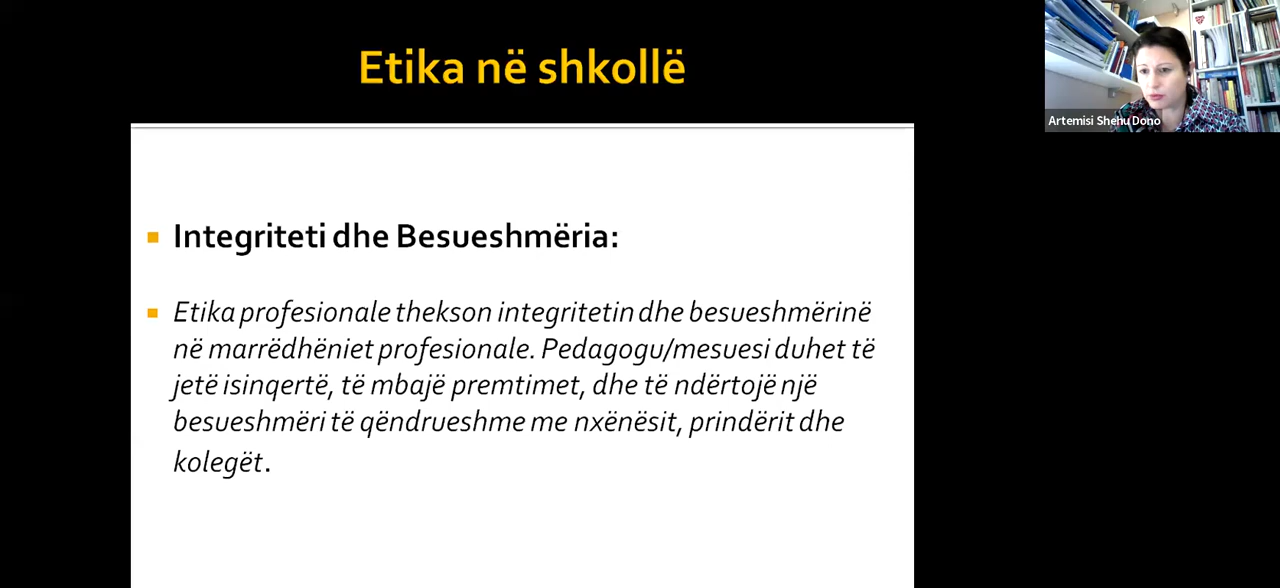 Etika në shkollë
Artemisi Shehu Dono
Integriteti dhe Besueshmëria:
Etika profesionale thekson integritetin dhe besueshmërinë
në marrëdhëniet profesionale. Pedagogu/mesuesi duhet të
jetë isinqertë, të mbajë premtimet, dhe të ndërtojë një
besueshmëri të qëndrueshme me nxënësit, prindërit dhe
kolegët.